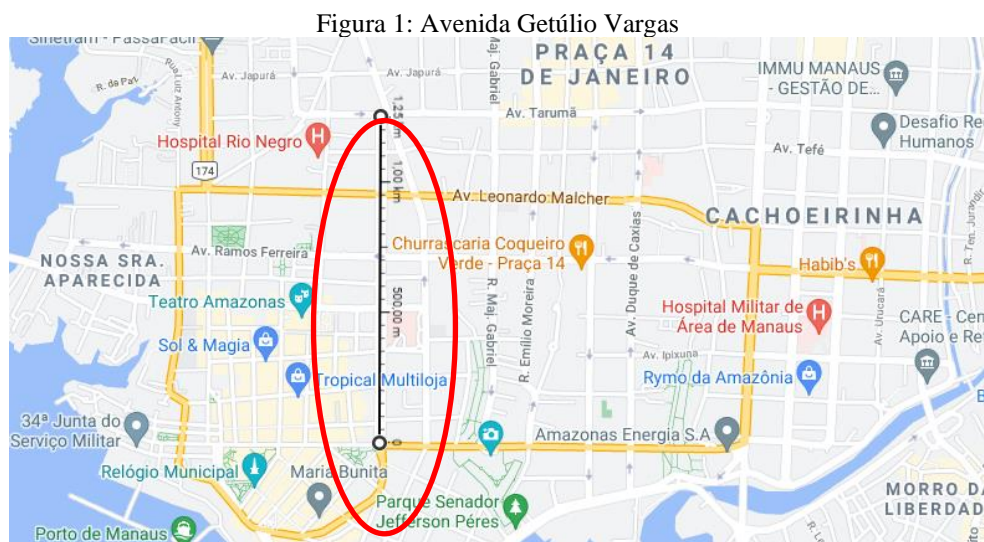 Figura 1: Avenida Getúlio Vargas
Sinetram - PassaFácil
R. da Paz
Luiz Antony
Av. Japurá
Av. Japurá
Maj. Gabriel
PRAÇA 14
DE JANEIRO
IMMU MANAUS
- GESTÃO DE...
1,25 km
Av. Tarumã
Desafio Re
Humanos
Hospital Rio Negro
Av. Tefé
174
1,00 km
Av. Leonardo Malcher
CACHOEIRINHA
R. Ten. Jurandir
NOSSA SRA.
APARECIDA
Av. Ramos Ferreira
Churrascaria Coqueiro
Verde - Praça 14
Av. Duque de Caxias
Habib's
Teatro Amazonas
500,00 m
R. Maj. Gabriel
R. Emílio Moreira
Hospital Militar de
Área de Manaus
Av. Urucará
CARE - Cen
Apoio e Re
Sol & Magia
Av. Ipixuna
Tropical Multiloja
Rymo da Amazônia
34ª Junta do
Serviço Militar
0
Amazonas Energia S.A
Relógio Municipal
Maria Bunita
Parque Senador
Jefferson Péres
MORRO DA
LIBERDAD
Porto de Manaus